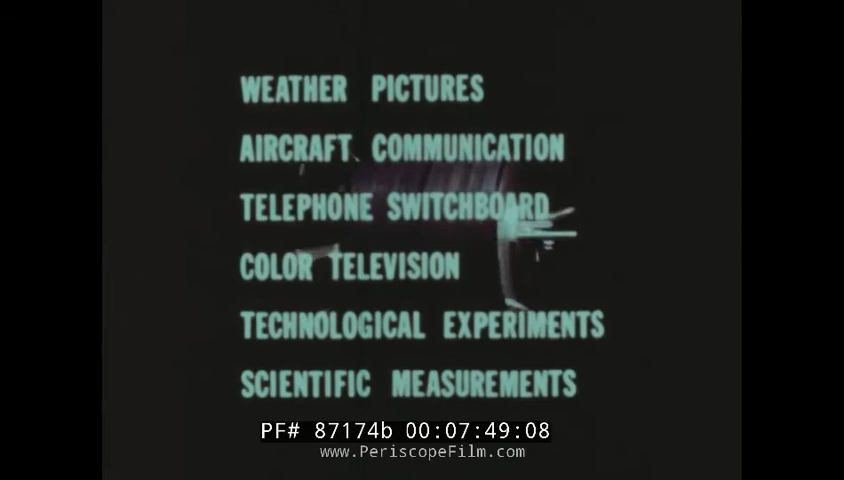 WEATHER PICTURES
AIRCRAFT COMMUNICATION
TELEPHONE SWITCHBOARD
COLOR TELEVISION
TECHNOLOGICAL EXPERIMENTS
SCIENTIFIC MEASUREMENTS
PF# 87174b 00:07:49:08
www.PeriscopeFilm.com